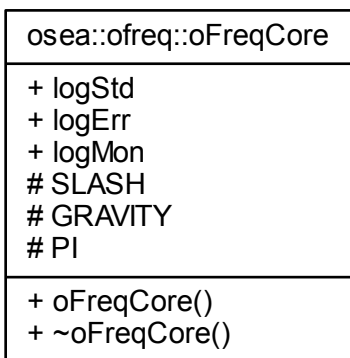 osea::ofreq::oFreqCore
+ logStd
+ logErr
+ logMon
# SLASH
# GRAVITY
# PI
+ oFreqCore()
+ ~oFreqCore()